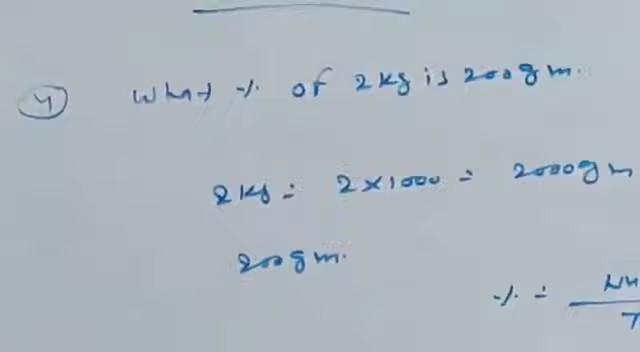 4 What % of 2kg is 200gm.
2kg = 2×1000 = 2000gm
200gm.
% =